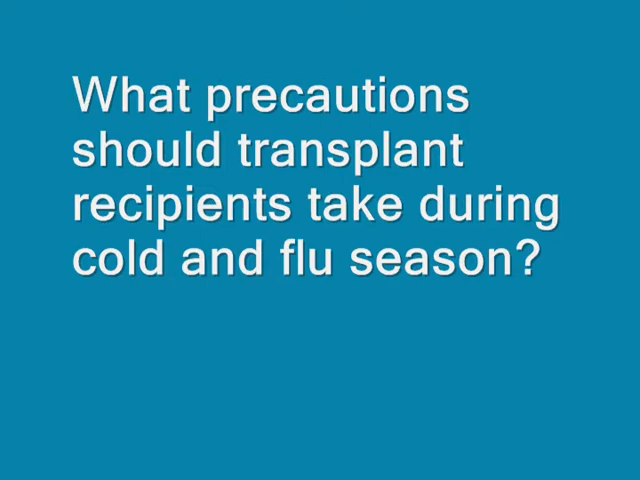 What precautions
should transplant
recipients take during
cold and flu season?